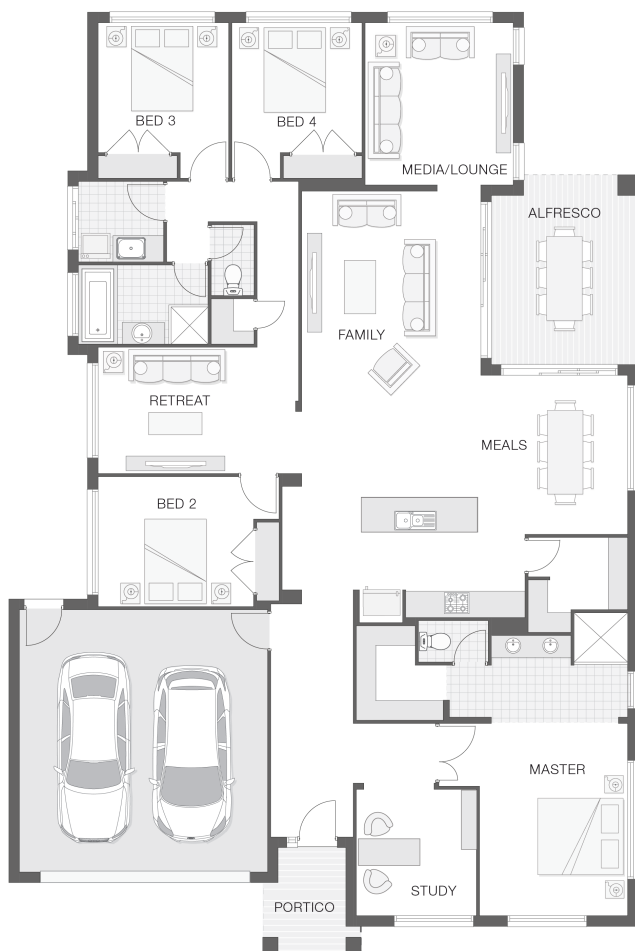 BED 3
BED 4
MEDIA/LOUNGE
ALFRESCO
FAMILY
RETREAT
MEALS
BED 2
MASTER
STUDY
PORTICO